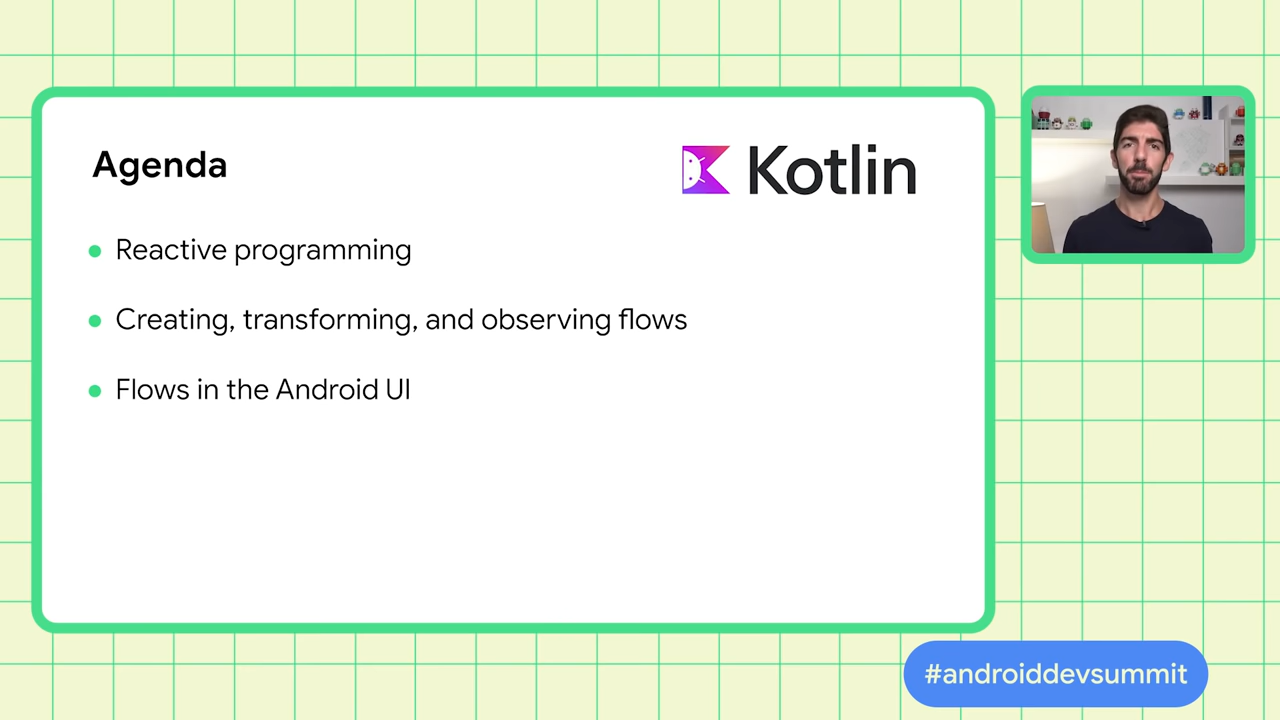 Agenda
Kotlin
Reactive programming
Creating, transforming, and observing flows
Flows in the Android UI
#androiddevsummit